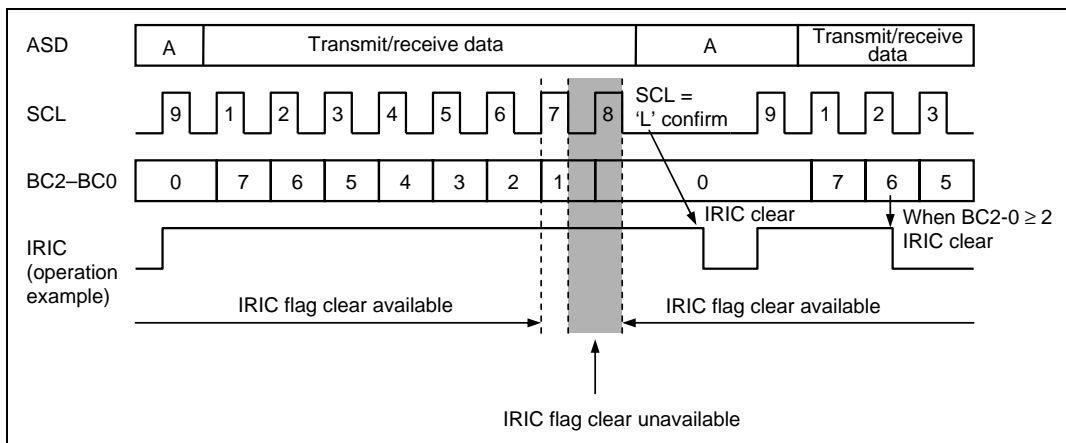 ASD
A
Transmit/receive data
A
Transmit/receive
data
SCL
9 1 2 3 4 5 6 7 8
SCL =
‘L’ confirm
9 1 2 3
BC2–BC0
0 7 6 5 4 3 2 1 0 7 6 5
IRIC
(operation
example)
IRIC clear
When BC2-0 ≥ 2
IRIC clear
IRIC flag clear available
IRIC flag clear available
IRIC flag clear unavailable